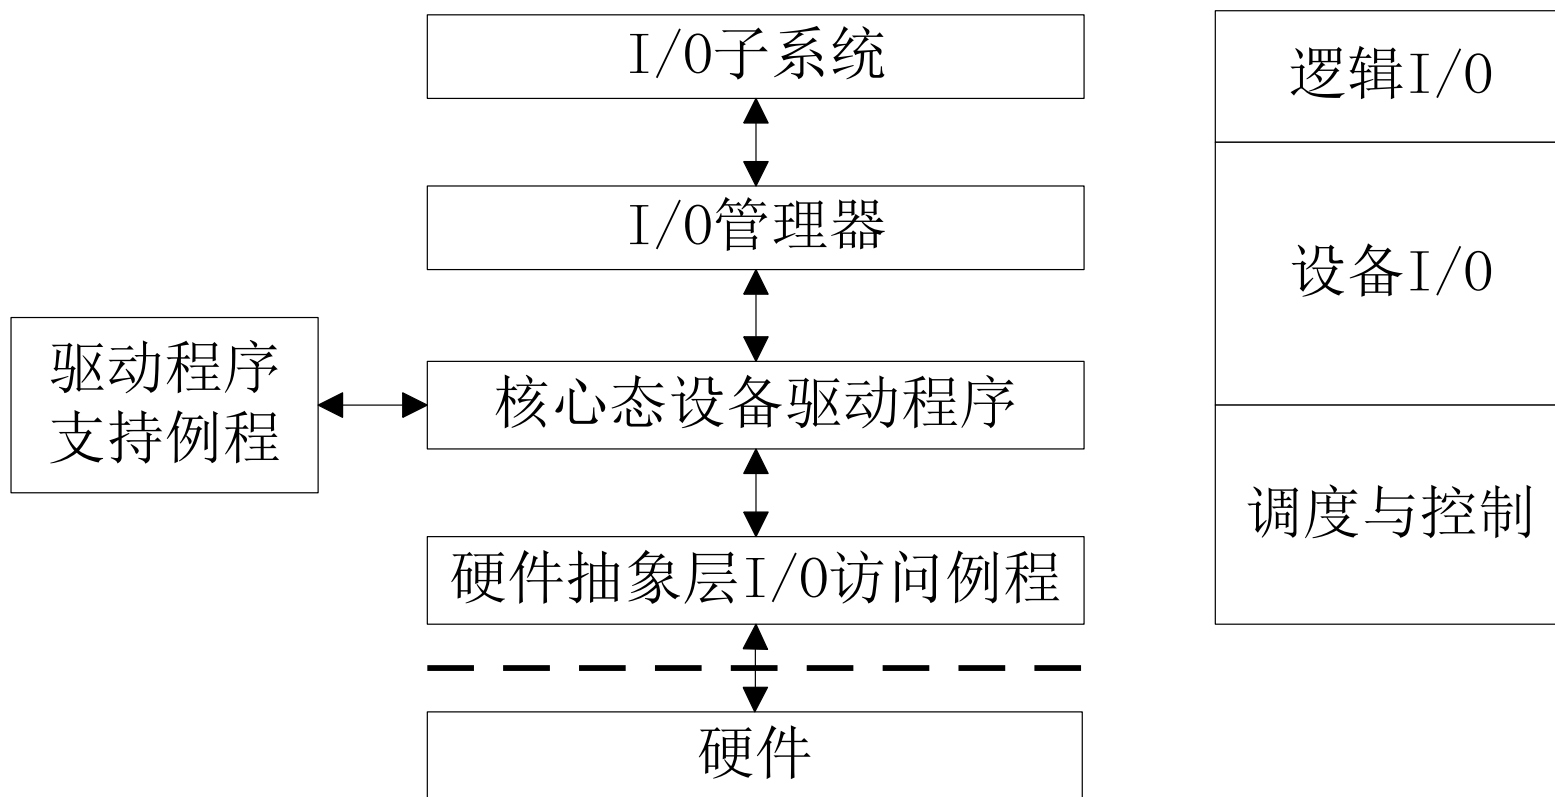 I/O子系统
I/O管理器
驱动程序
支持例程
核心态设备驱动程序
硬件抽象层I/O访问例程
硬件
逻辑I/O
设备I/O
调度与控制